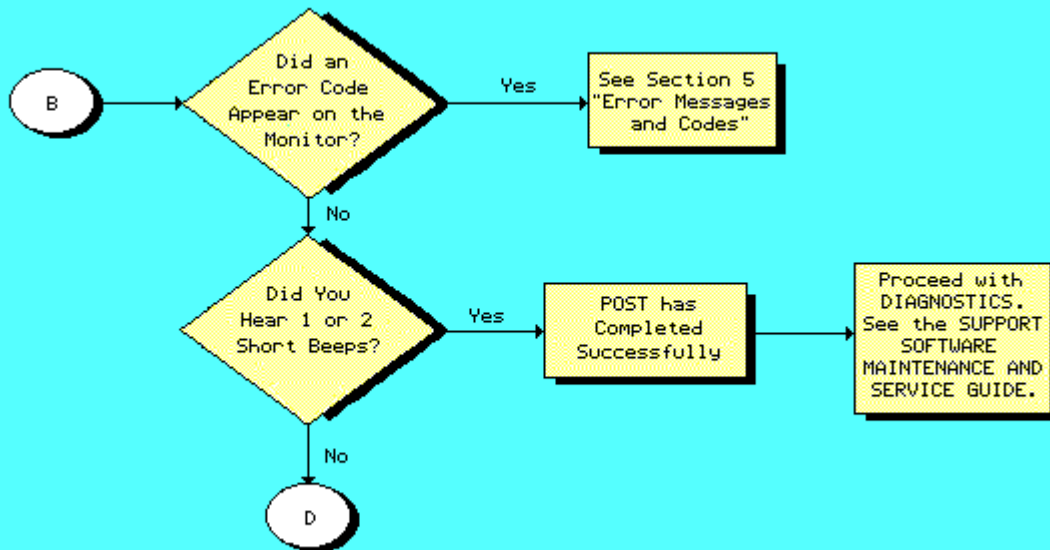 B
Did an
Error Code
Appear on the
Monitor?
Yes
See Section 5
"Error Messages
and Codes"
No
Did You
Hear 1 or 2
Short Beeps?
Yes
POST has
Completed
Successfully
Proceed with
DIAGNOSTICS.
See the SUPPORT
SOFTWARE
MAINTENANCE AND
SERVICE GUIDE.
No
D